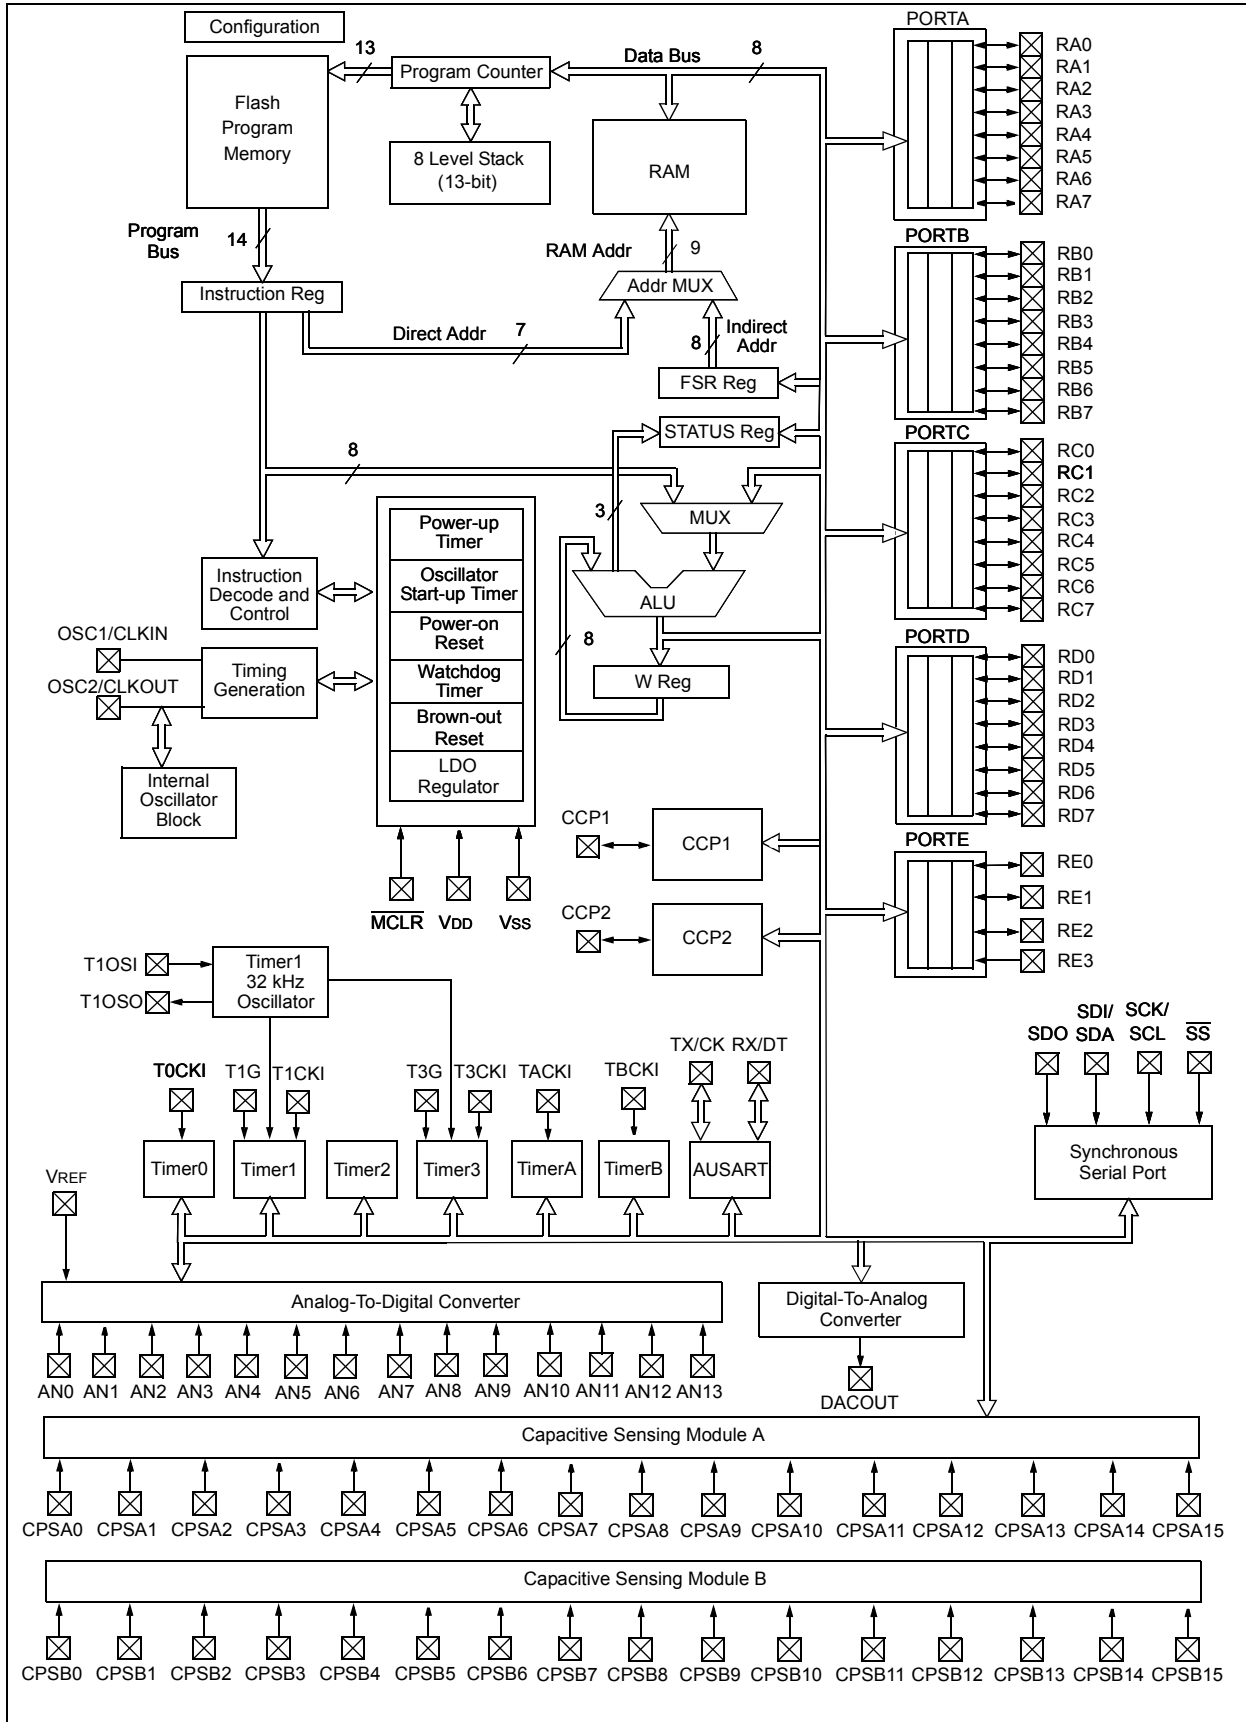 Configuration
PORTA
13
Program Counter
Data Bus
8
Flash
Program
Memory
8 Level Stack
(13-bit)
RAM
RA0
RA1
RA2
RA3
RA4
RA5
RA6
RA7
Program
Bus
14
RAM Addr
9
Addr MUX
Instruction Reg
Direct Addr
7
8
Indirect
Addr
FSR Reg
STATUS Reg
PORTB
RB0
RB1
RB2
RB3
RB4
RB5
RB6
RB7
8
3
MUX
ALU
8
W Reg
PORTC
RC0
RC1
RC2
RC3
RC4
RC5
RC6
RC7
Power-up
Timer
Oscillator
Start-up Timer
Power-on
Reset
Watchdog
Timer
Brown-out
Reset
LDO
Regulator
Instruction
Decode and
Control
OSC1/CLKIN
OSC2/CLKOUT
Timing
Generation
Internal
Oscillator
Block
MCLR
VDD
VSS
PORTD
RD0
RD1
RD2
RD3
RD4
RD5
RD6
RD7
CCP1
CCP1
CCP2
CCP2
PORTE
RE0
RE1
RE2
RE3
T1OSI
T1OSO
Timer1
32 kHz
Oscillator
T0CKI
T1G
T1CKI
T3G
T3CKI
TACKI
TBCKI
TX/CK
RX/DT
SDO
SDI/
SDA
SCK/
SCL
SS
Timer0
Timer1
Timer2
Timer3
TimerA
TimerB
AUSART
Synchronous
Serial Port
VREF
Analog-To-Digital Converter
Digital-To-Analog
Converter
AN0 AN1 AN2 AN3 AN4 AN5 AN6 AN7 AN8 AN9 AN10 AN11 AN12 AN13
DACOUT
Capacitive Sensing Module A
CPSA0 CPSA1 CPSA2 CPSA3 CPSA4 CPSA5 CPSA6 CPSA7 CPSA8 CPSA9 CPSA10 CPSA11 CPSA12 CPSA13 CPSA14 CPSA15
Capacitive Sensing Module B
CPSB0 CPSB1 CPSB2 CPSB3 CPSB4 CPSB5 CPSB6 CPSB7 CPSB8 CPSB9 CPSB10 CPSB11 CPSB12 CPSB13 CPSB14 CPSB15